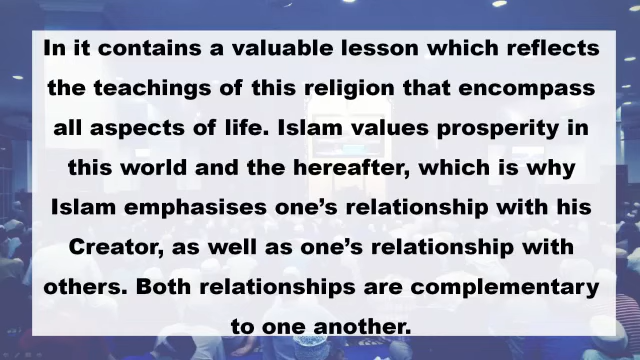 In it contains a valuable lesson which reflects
the teachings of this religion that encompass
all aspects of life. Islam values prosperity in
this world and the hereafter, which is why
Islam emphasises one’s relationship with his
Creator, as well as one’s relationship with
others. Both relationships are complementary
to one another.